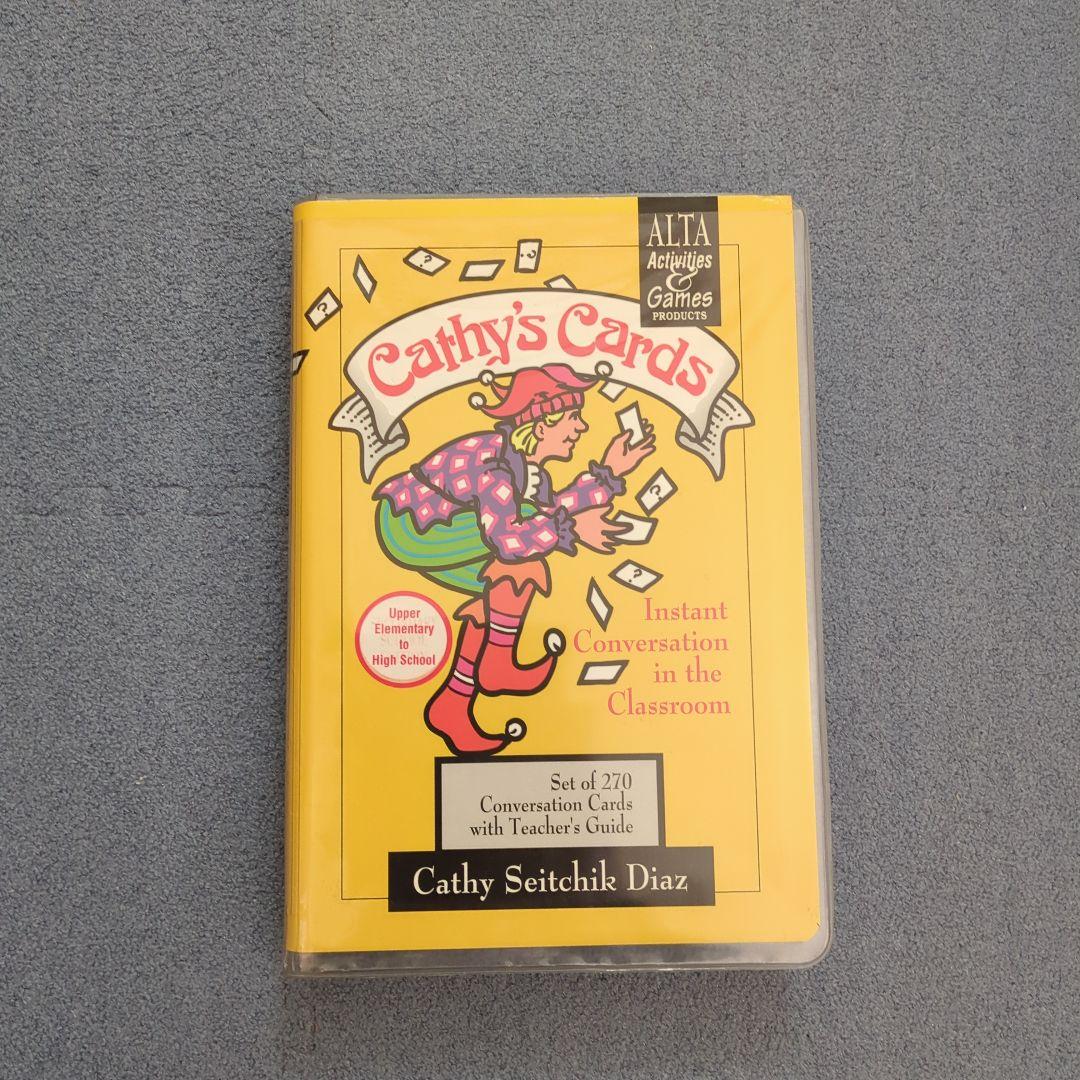 ALTA
Activities
&
Games
PRODUCTS
Cathy's Cards
?
?
?
?
?
Upper
Elementary
to
High School
Instant
Conversation
in the
Classroom
Set of 270
Conversation Cards
with Teacher's Guide
Cathy Seitchik Diaz